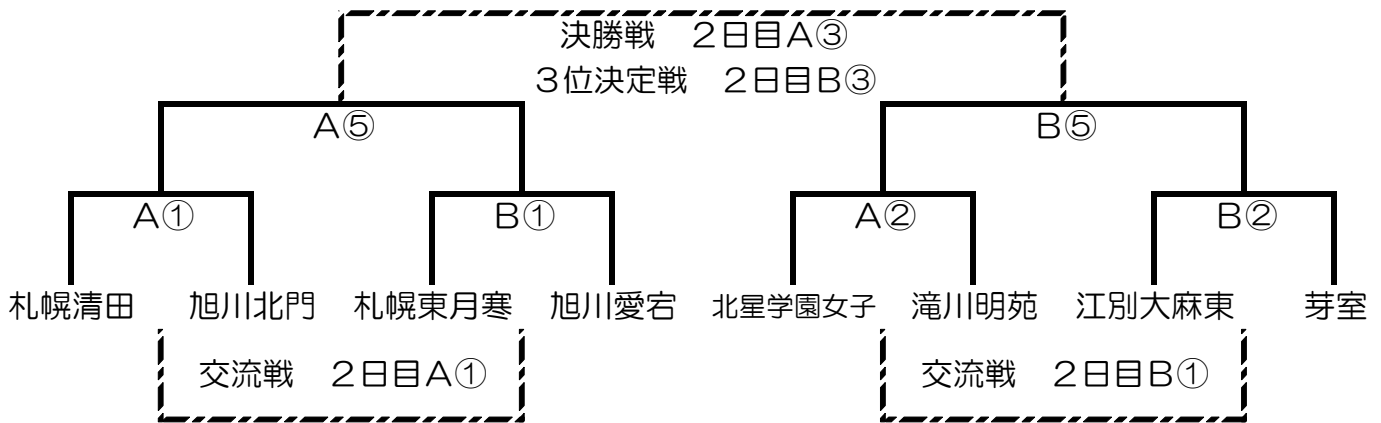 決勝戦　２日目A③
３位決定戦　２日目B③
A⑤　B⑤
A①　B①　A②　B②
札幌清田　旭川北門　札幌東月寒　旭川愛宕　北星学園女子　滝川明苑　江別大麻東　芽室
交流戦　２日目A①　交流戦　２日目B①